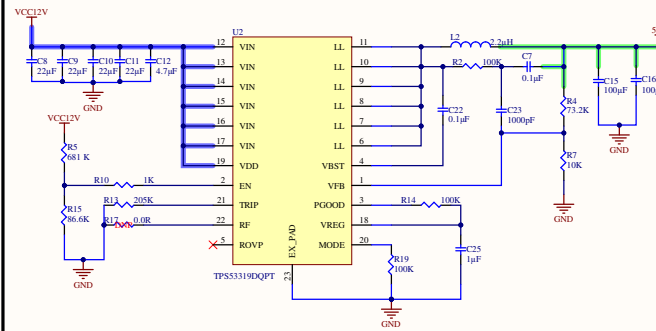 VCC12V
U2
5
12 VIN
13 VIN
14 VIN
15 VIN
16 VIN
17 VIN
19 VDD
2 EN
21 TRIP
22 RF
5 ROVP
LL 11
LL 10
LL 9
LL 8
LL 7
LL 6
VBST 4
VFB 1
PGOOD 3
VREG 18
MODE 20
EX_PAD
23
TPS53319DQPT
C8
22µF
C9
22µF
C10
22µF
C11
22µF
C12
4.7µF
GND
VCC12V
R5
681 K
R10 1K
R15
86.6K
R13 205K
R17 0.0R
GND
L2 2.2µH
R2 100K
C7
0.1µF
C22
0.1µF
C23
1000pF
R4
73.2K
R7
10K
GND
C15
100µF
C16
100
GND
R14 100K
C25
1µF
R19
100K
GND